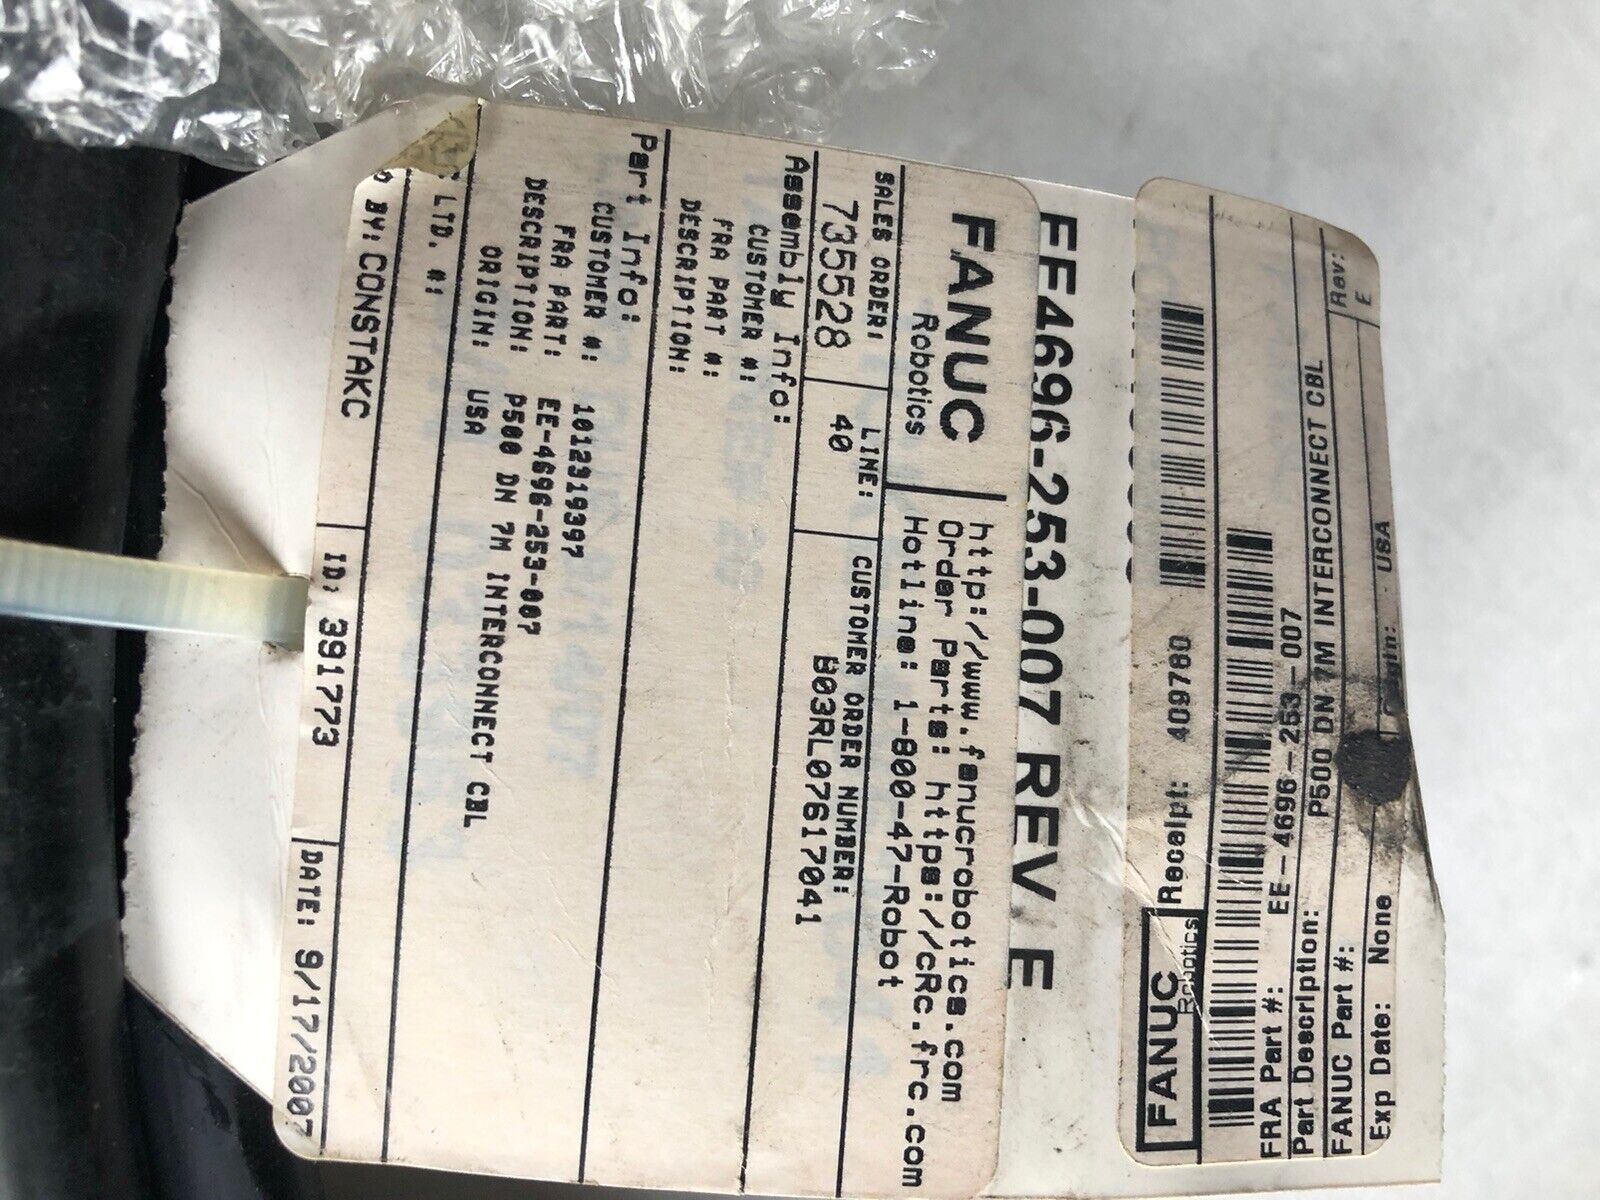 FANUC
Robotics
http://www.fanucrobotics.com
Order Parts: https://cRc.frc.com
Hotline: 1-800-47-Robot
SALES ORDER:
735528
LINE:
40
CUSTOMER ORDER NUMBER:
B03RL07617041
Assembly Info:
CUSTOMER #:
FRA PART #:
DESCRIPTION:
Part Info:
CUSTOMER #: 101231939?
FRA PART: EE-4696-253-007
DESCRIPTION: P500 DN 7M INTERCONNECT CBL
ORIGIN: USA
LTD. #:
BY: CONSTAKC
ID: 391773
DATE: 9/17/2007
EE4696-253-007 REV E
FANUC
Robotics
Receipt: 409780
FRA Part #:
EE-4696-253-007
Part Description:
P500 DN 7M INTERCONNECT CBL
FANUC Part #:
Rev:
E
Exp Date: None
USA